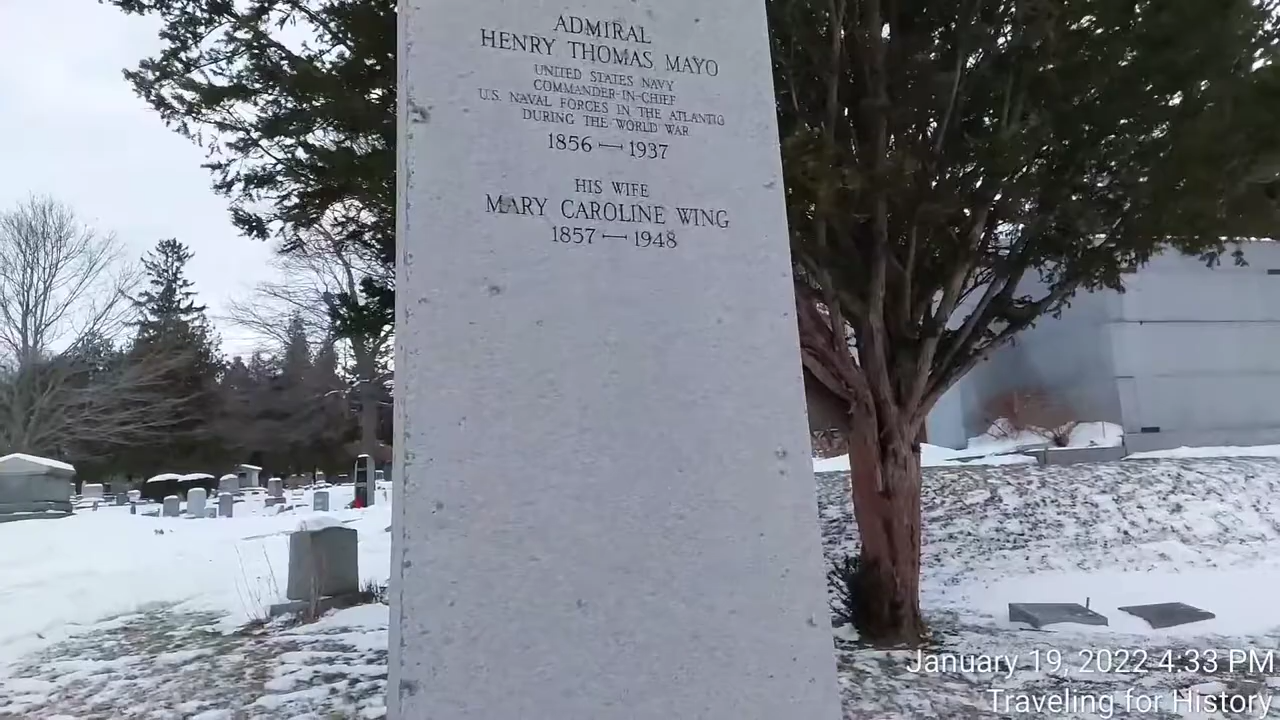 ADMIRAL
HENRY THOMAS MAYO
UNITED STATES NAVY
COMMANDER-IN-CHIEF
U.S. NAVAL FORCES IN THE ATLANTIC
DURING THE WORLD WAR
1856 — 1937
HIS WIFE
MARY CAROLINE WING
1857 — 1948
January 19, 2022 4:33 PM
Traveling for History